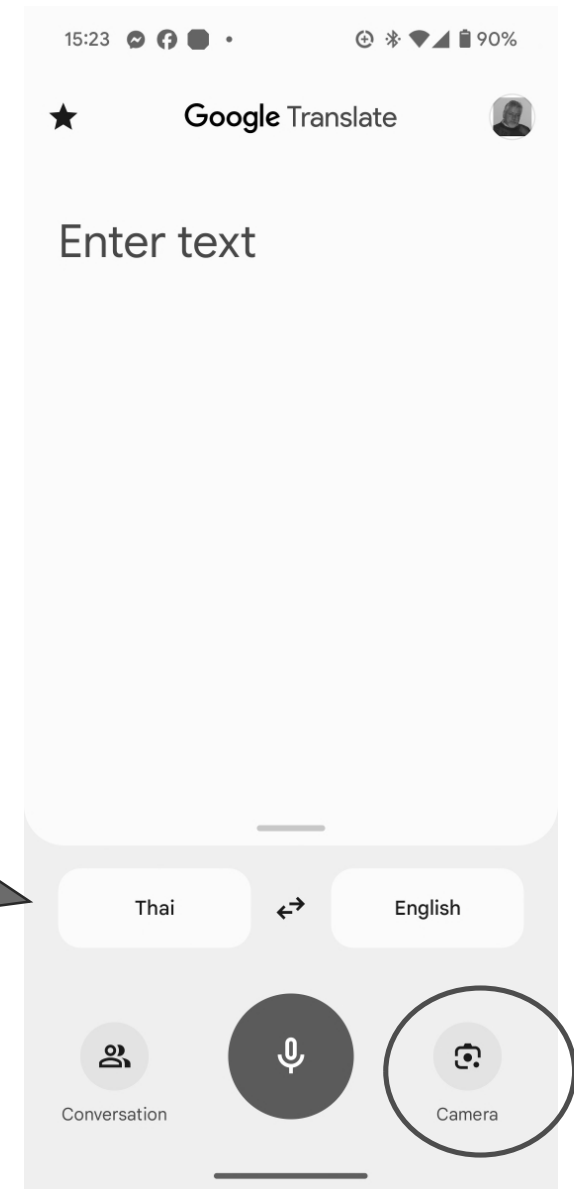 15:23 90%
Google Translate
Enter text
Thai English
Conversation Camera